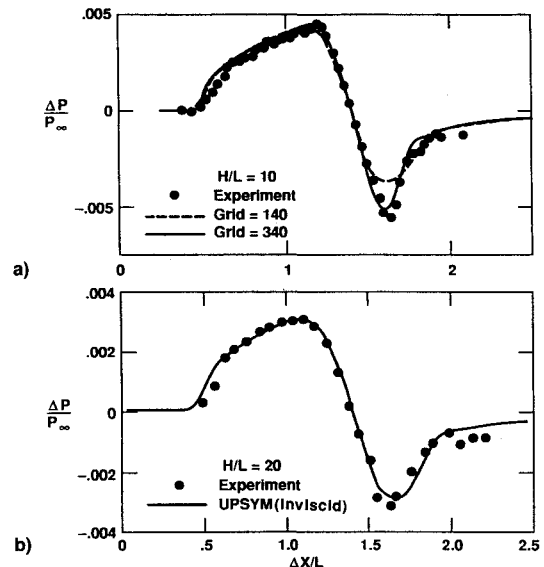 .005
0
−.005
ΔP
P∞
H/L = 10
Experiment
Grid = 140
Grid = 340
a)
0
1
2
.004
.002
0
−.002
−.004
ΔP
P∞
H/L = 20
Experiment
UPSYM(Inviscid)
b)
0
.5
1.0
1.5
2.0
2.5
ΔX/L